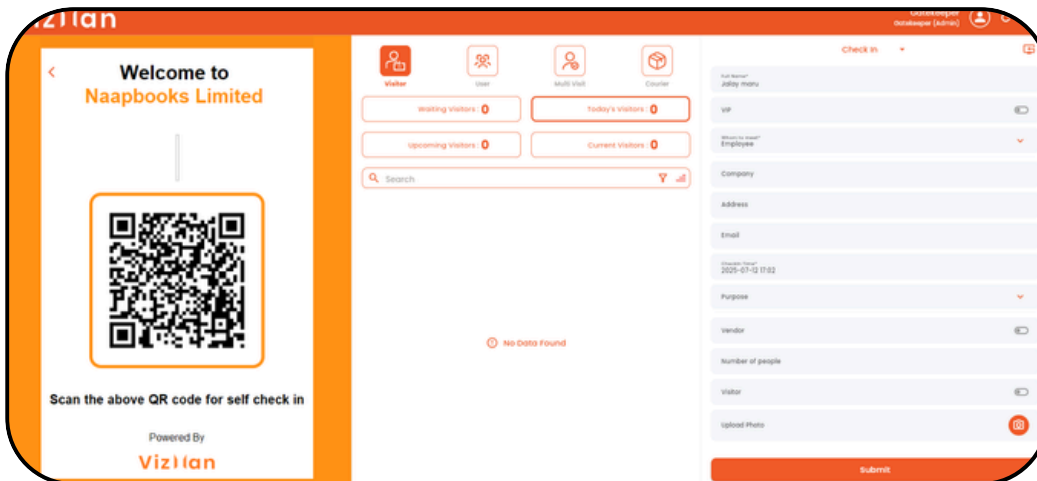 Gatekeeper
Gatekeeper (Admin)
Welcome to
Naapbooks Limited
Scan the above QR code for self check in
Powered By
Vizman
Visitor
User
Multi Visit
Courier
Waiting Visitors : 0
Today's Visitors : 0
Upcoming Visitors : 0
Current Visitors : 0
Search
No Data Found
Check In
Full Name*
Jalay maru
VIP
Whom to meet*
Employee
Company
Address
Email
Checkin Time*
2025-07-12 17:02
Purpose
Vendor
Number of people
Visitor
Upload Photo
Submit